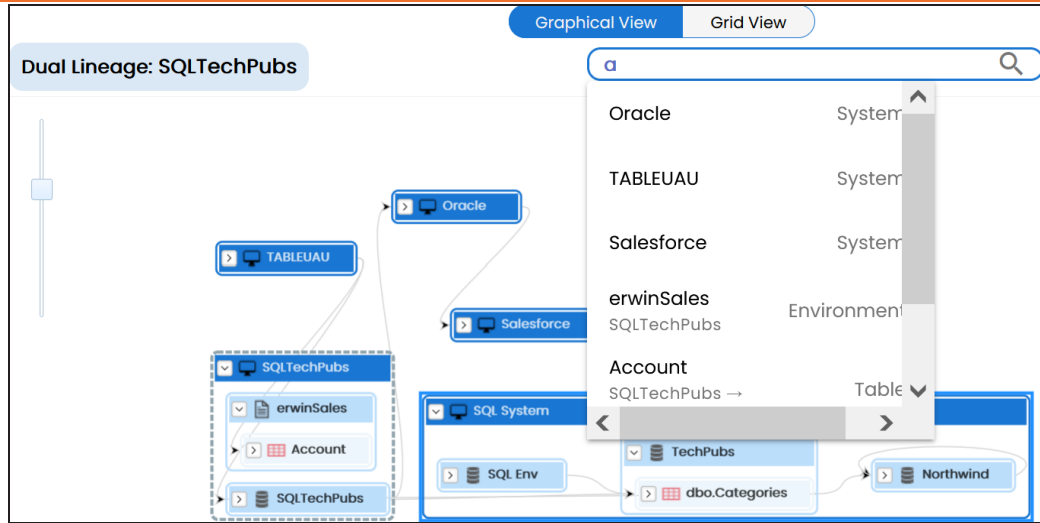 Graphical View
Grid View
Dual Lineage: SQLTechPubs
a
Oracle System
TABLEUAU System
Salesforce System
erwinSales
SQLTechPubs
Environment
Account
SQLTechPubs →
Table
Oracle
TABLEUAU
Salesforce
SQLTechPubs
erwinSales
Account
SQLTechPubs
SQL System
SQL Env
TechPubs
dbo.Categories
Northwind